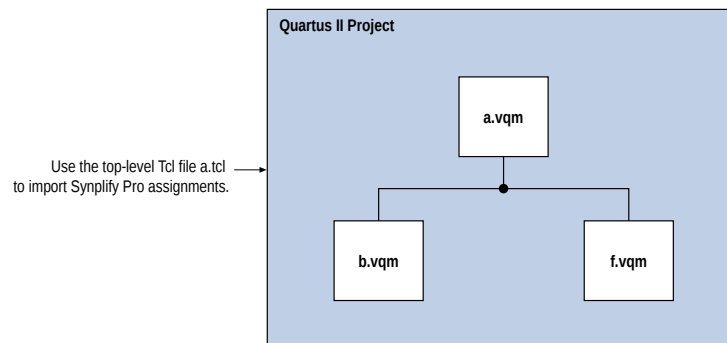 Quartus II Project
a.vqm
Use the top-level Tcl file a.tcl
to import Synplify Pro assignments.
b.vqm
f.vqm